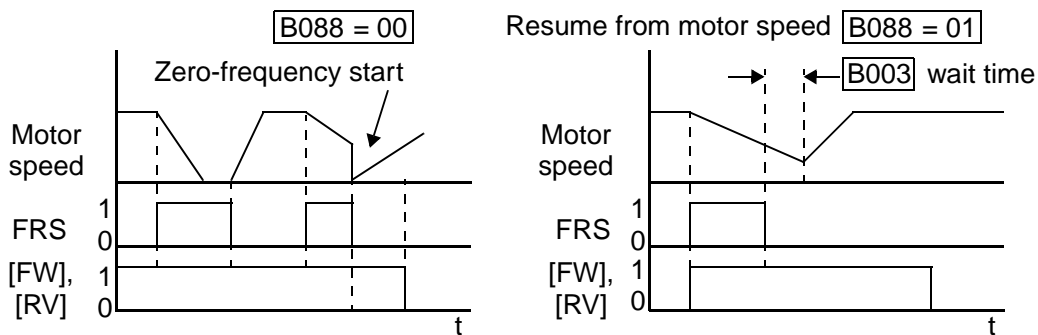 B088 = 00
Zero-frequency start
Motor
speed
FRS
1
0
[FW],
[RV]
1
0
t
Resume from motor speed B088 = 01
B003 wait time
Motor
speed
FRS
1
0
[FW],
[RV]
1
0
t